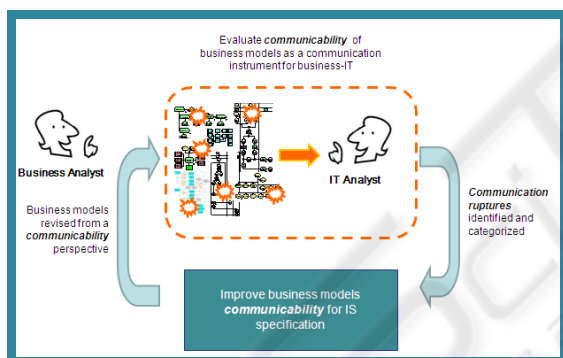 Evaluate communicability of
business models as a communication
instrument for business-IT
Business Analyst
IT Analyst
Business models
revised from a
communicability
perspective
Communication
ruptures
identified and
categorized
Improve business models
communicability for IS
specification